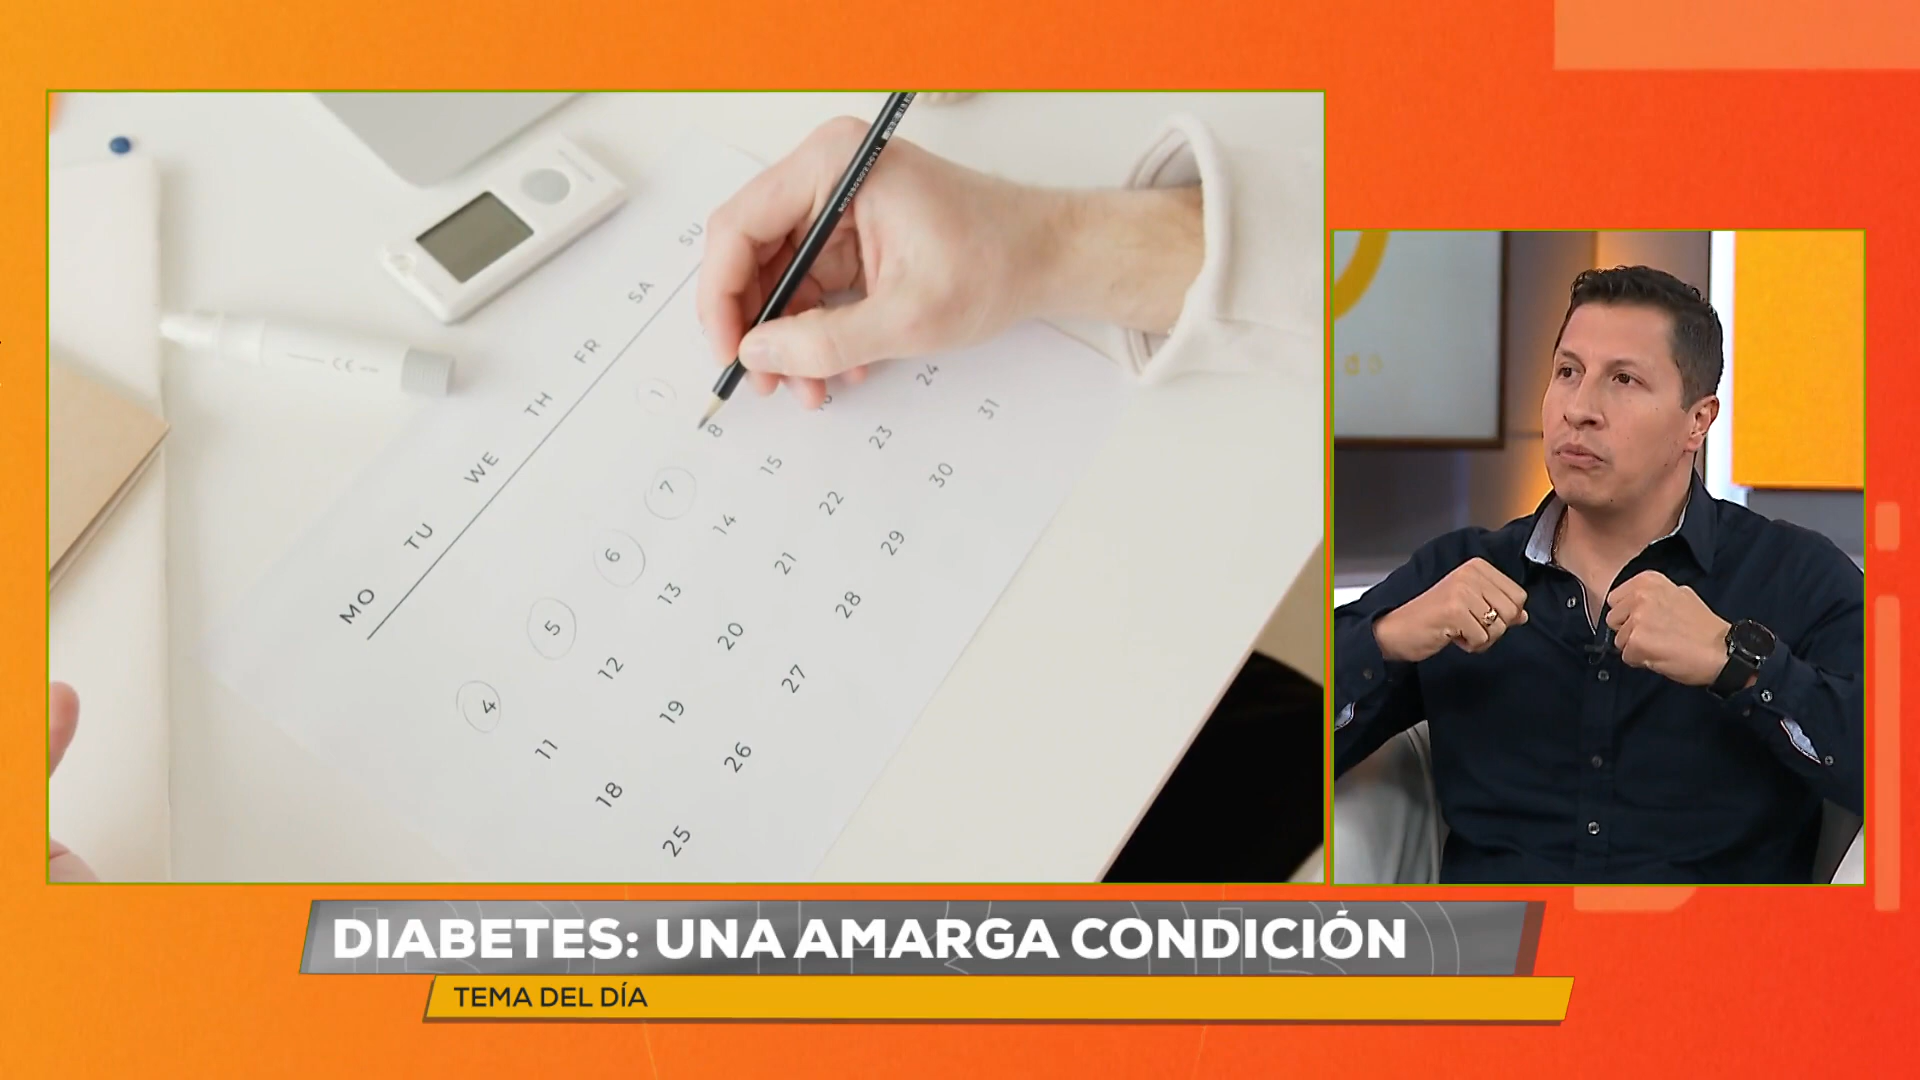 MO TU WE TH FR SA SU
1
4 5 6 7 8
11 12 13 14 15 16
18 19 20 21 22 23 24
25 26 27 28 29 30 31
CE
DIABETES: UNA AMARGA CONDICIÓN
TEMA DEL DÍA